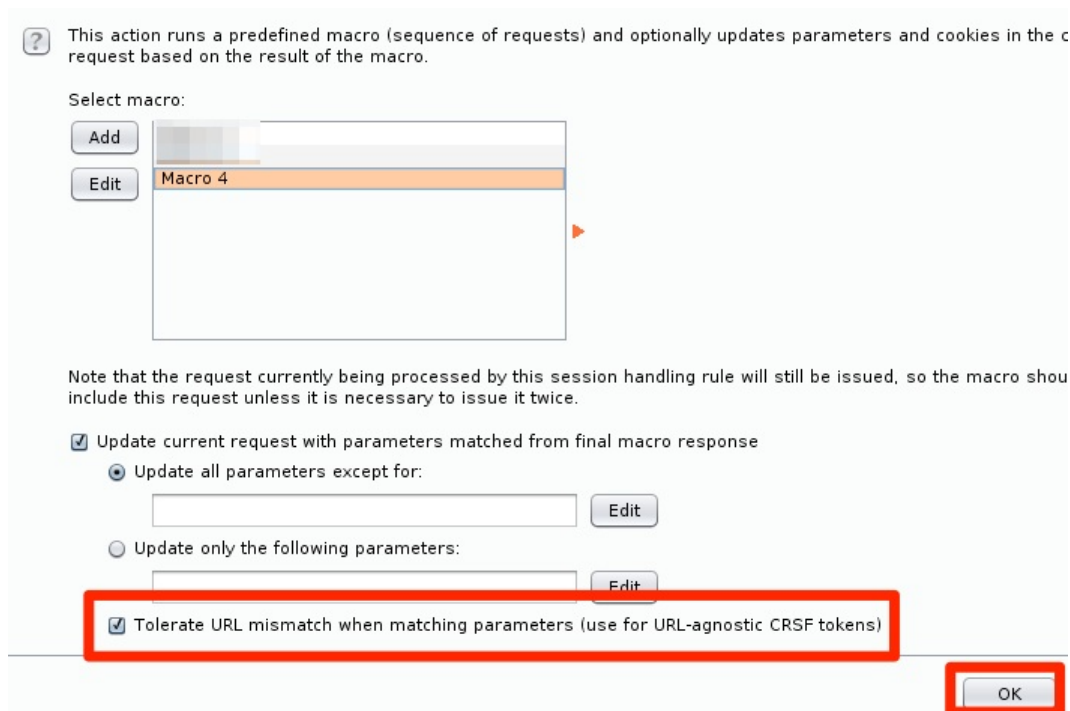 This action runs a predefined macro (sequence of requests) and optionally updates parameters and cookies in the
request based on the result of the macro.
Select macro:
Add
Edit
Macro 4
Note that the request currently being processed by this session handling rule will still be issued, so the macro
include this request unless it is necessary to issue it twice.
Update current request with parameters matched from final macro response
Update all parameters except for:
Edit
Update only the following parameters:
Edit
Tolerate URL mismatch when matching parameters (use for URL-agnostic CRSF tokens)
OK